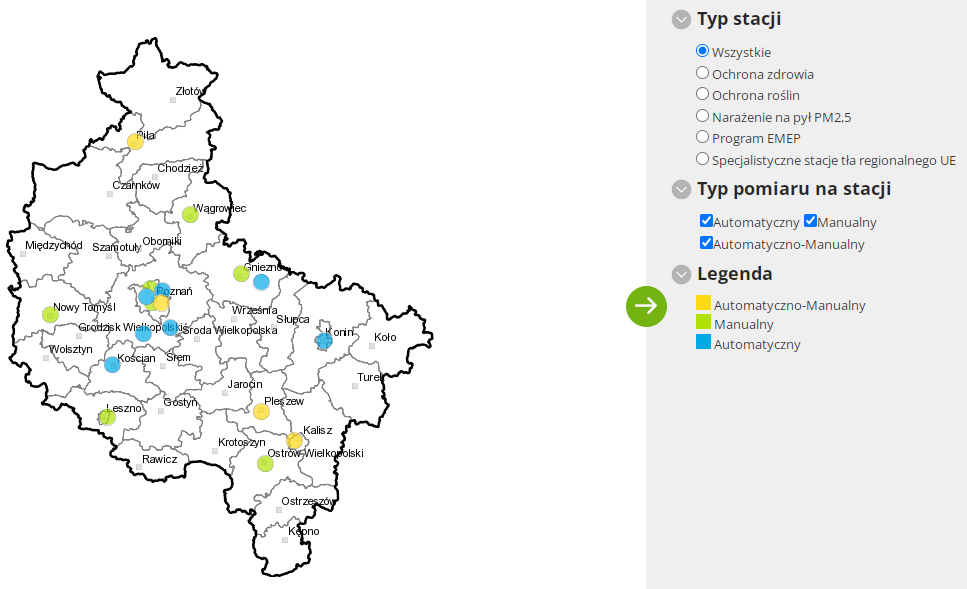 Złotów
Piła
Chodzież
Czarnków
Wągrowiec
Międzychód
Szamotuły
Oborniki
Gniezno
Poznań
Nowy Tomyśl
Września
Słupca
Grodzisk Wielkopolski
Środa Wielkopolska
Konin
Koło
Wolsztyn
Kościan
Śrem
Turek
Jarocin
Gostyń
Pleszew
Leszno
Kalisz
Krotoszyn
Ostrów Wielkopolski
Rawicz
Ostrzeszów
Kępno
Typ stacji
Wszystkie
Ochrona zdrowia
Ochrona roślin
Narażenie na pył PM2,5
Program EMEP
Specjalistyczne stacje tła regionalnego UE
Typ pomiaru na stacji
Automatyczny Manualny
Automatyczno-Manualny
Legenda
Automatyczno-Manualny
Manualny
Automatyczny